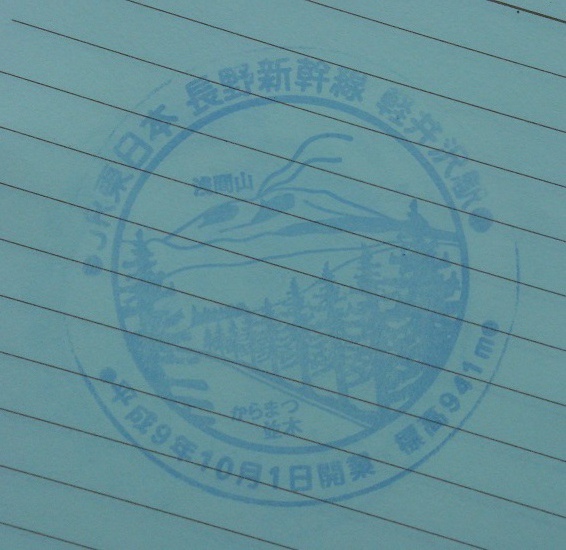 ●JR東日本 長野新幹線 軽井沢駅●
浅間山
からまつ
並木
●平成9年10月1日開業 標高941m●